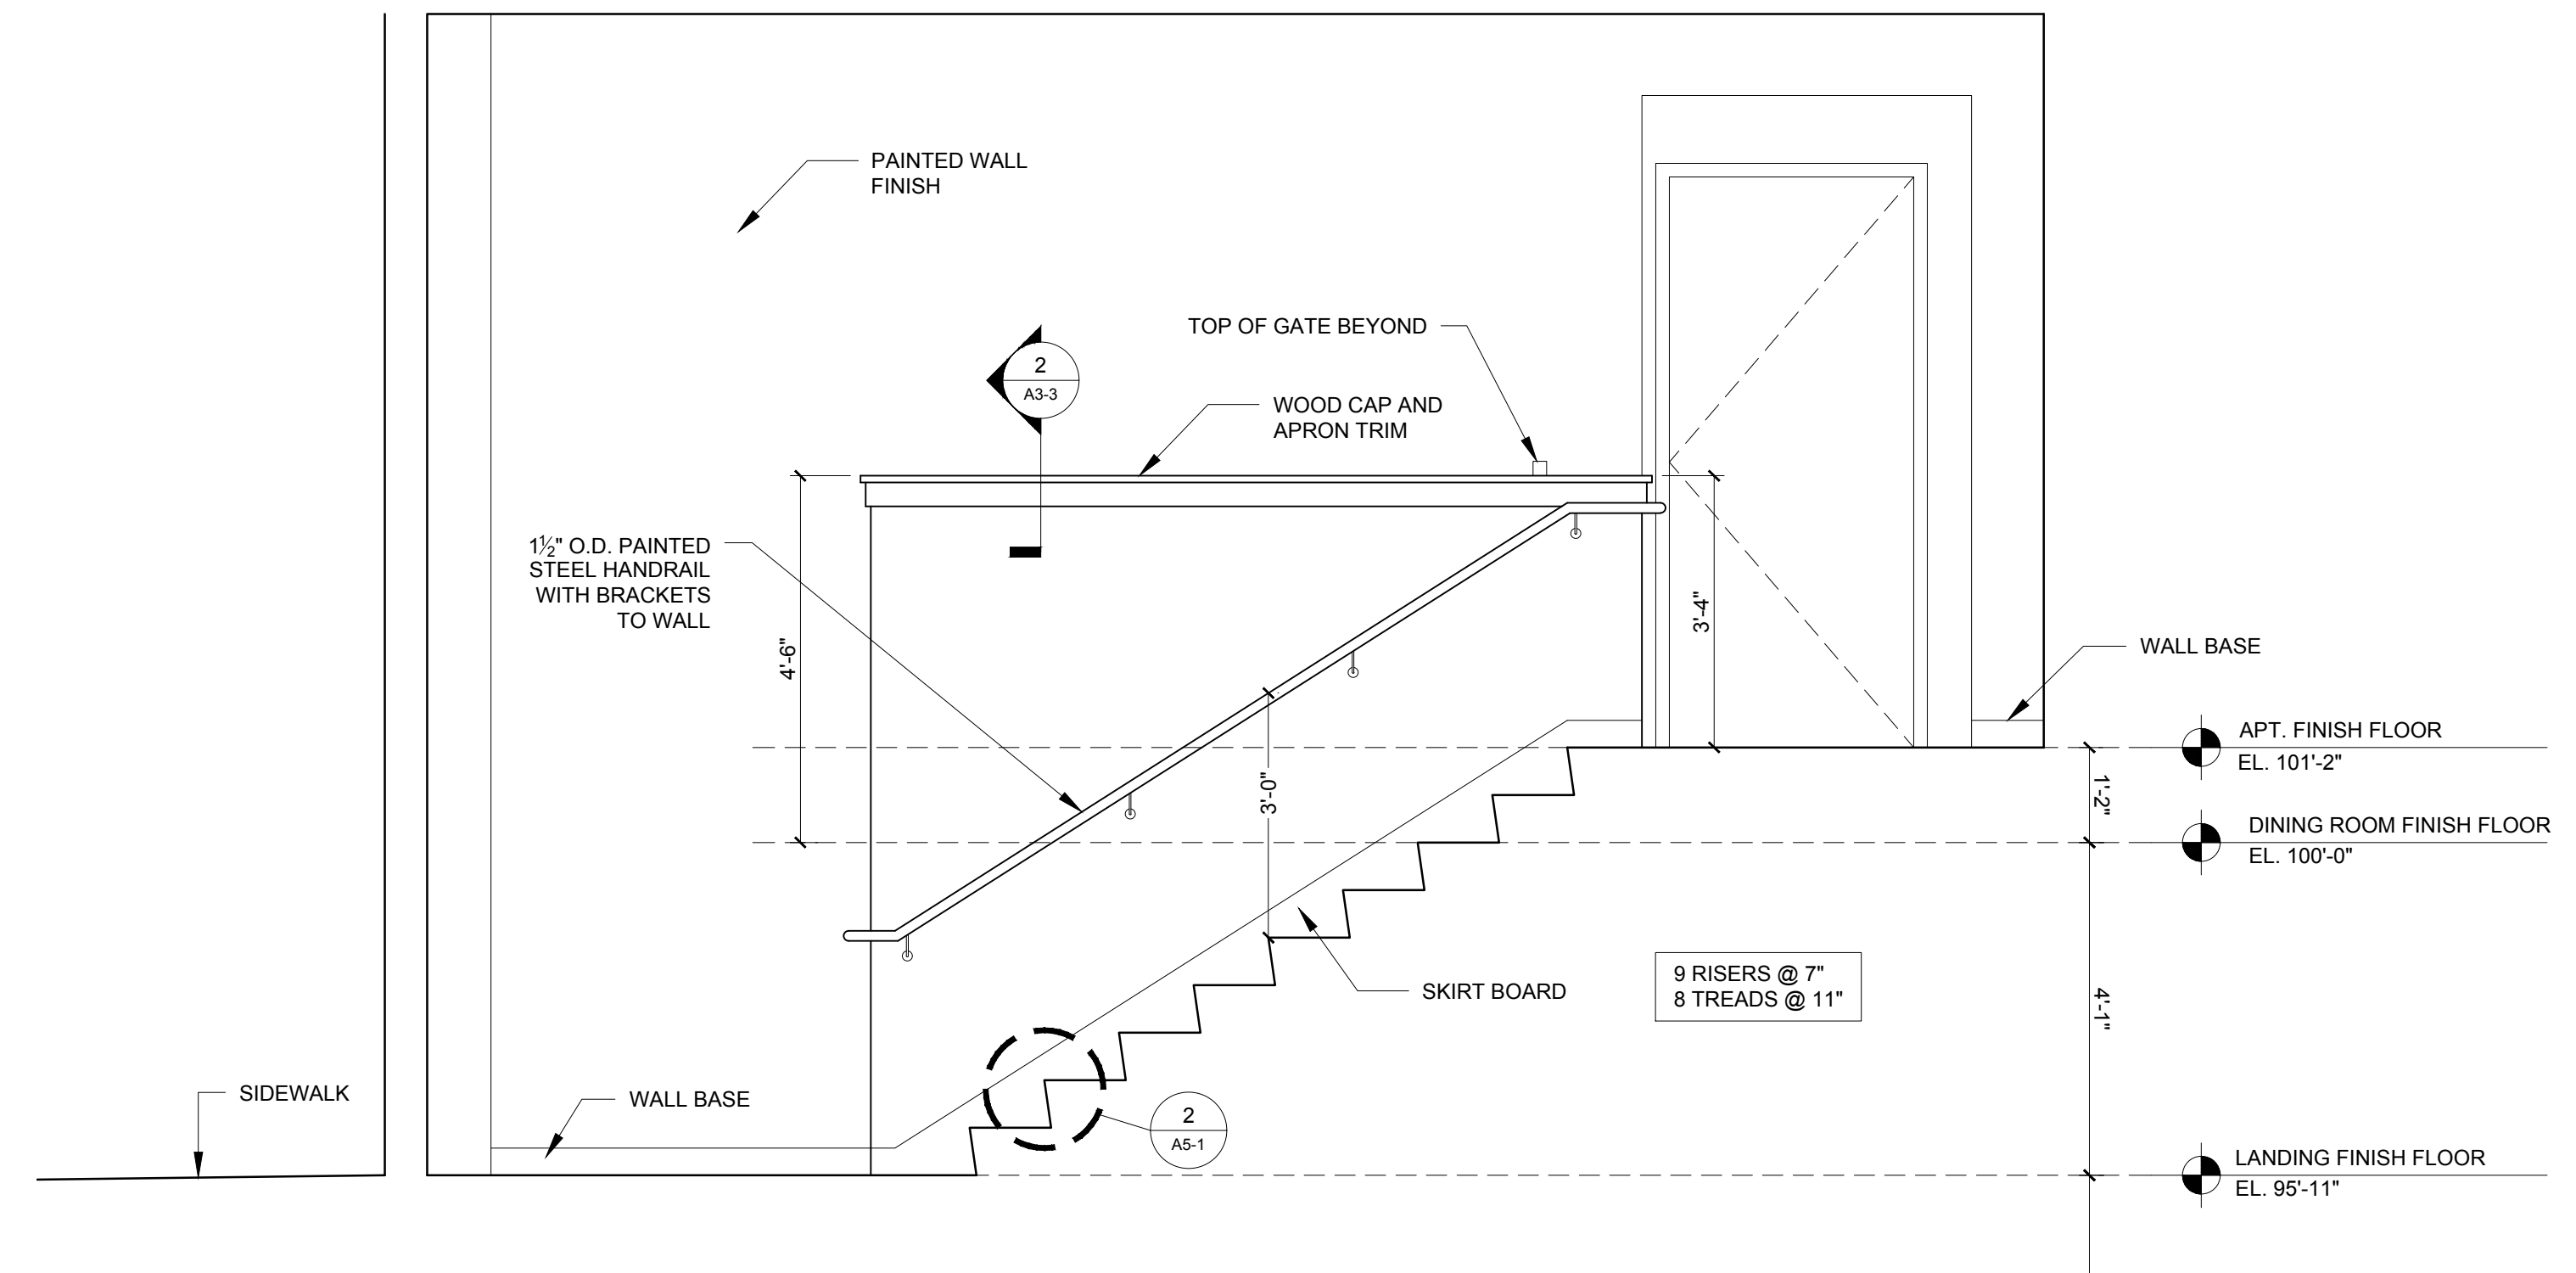 PAINTED WALL
FINISH
TOP OF GATE BEYOND
2
A3-3
WOOD CAP AND
APRON TRIM
1½" O.D. PAINTED
STEEL HANDRAIL
WITH BRACKETS
TO WALL
4'-6"
3'-4"
3'-0"
WALL BASE
APT. FINISH FLOOR
EL. 101'-2"
1'-2"
DINING ROOM FINISH FLOOR
EL. 100'-0"
9 RISERS @ 7"
8 TREADS @ 11"
SKIRT BOARD
4'-1"
SIDEWALK
WALL BASE
2
A5-1
LANDING FINISH FLOOR
EL. 95'-11"